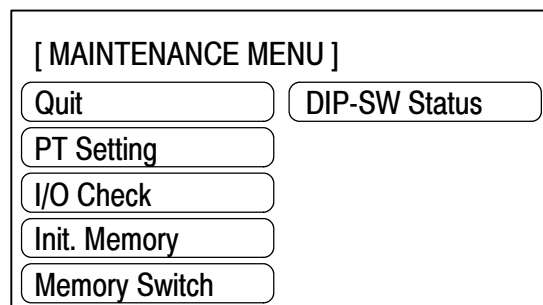 [ MAINTENANCE MENU ]
Quit
DIP-SW Status
PT Setting
I/O Check
Init. Memory
Memory Switch